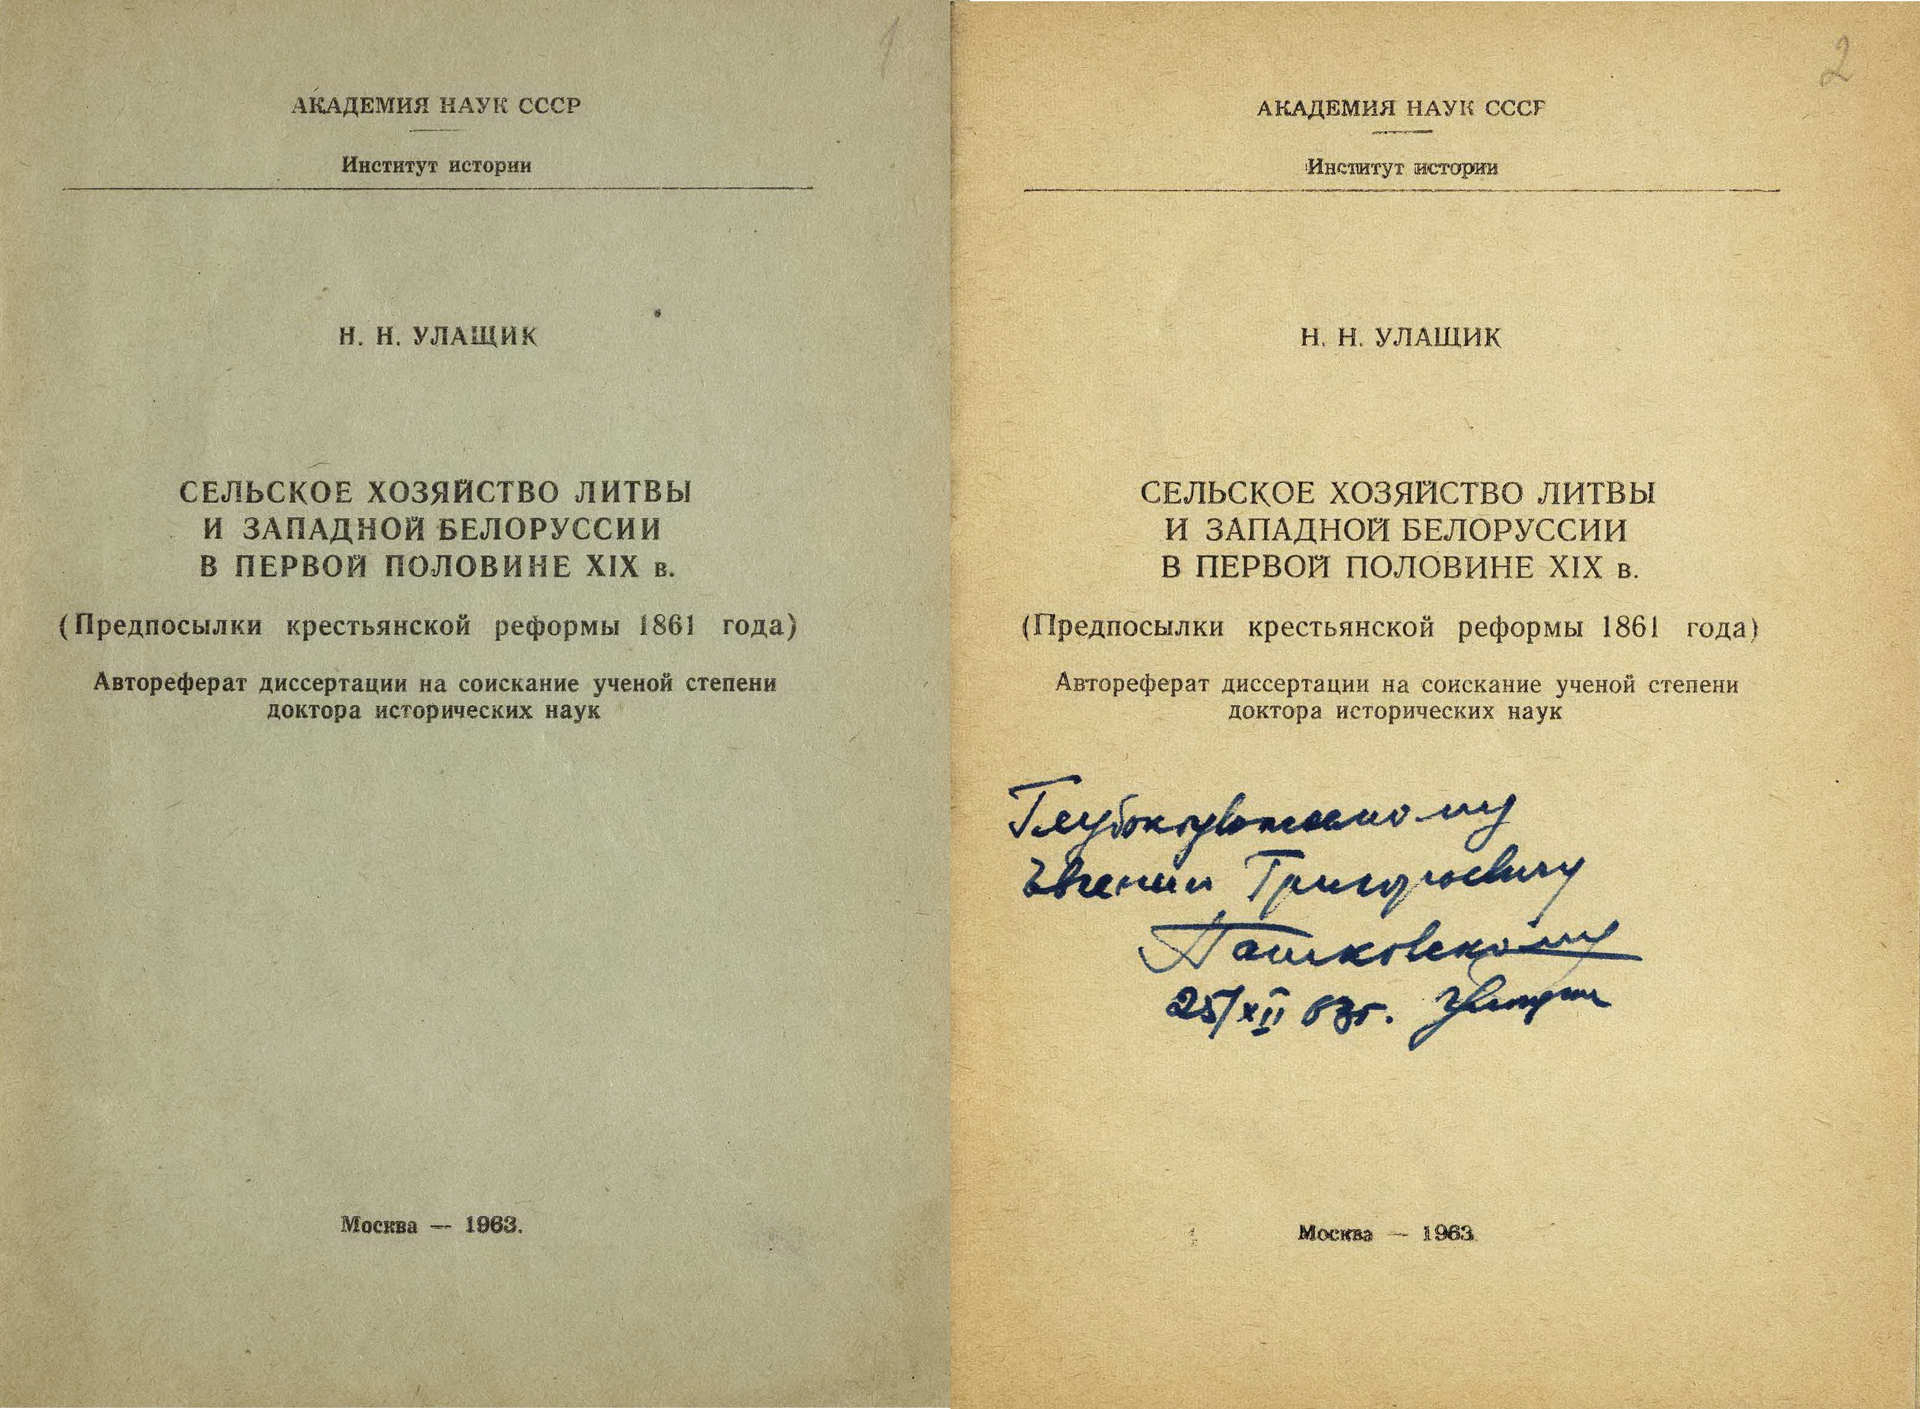 1
АКАДЕМИЯ НАУК СССР
Институт истории
Н. Н. УЛАЩИК
СЕЛЬСКОЕ ХОЗЯЙСТВО ЛИТВЫ
И ЗАПАДНОЙ БЕЛОРУССИИ
В ПЕРВОЙ ПОЛОВИНЕ XIX в.
(Предпосылки крестьянской реформы 1861 года)
Автореферат диссертации на соискание ученой степени
доктора исторических наук
Москва — 1963.
2
АКАДЕМИЯ НАУК СССР
Институт истории
Н. Н. УЛАЩИК
СЕЛЬСКОЕ ХОЗЯЙСТВО ЛИТВЫ
И ЗАПАДНОЙ БЕЛОРУССИИ
В ПЕРВОЙ ПОЛОВИНЕ XIX в.
(Предпосылки крестьянской реформы 1861 года)
Автореферат диссертации на соискание ученой степени
доктора исторических наук
Глубокоуважаемому
Евгению Григорьевичу
Пашковскому
25/XII 63г.
Москва — 1963